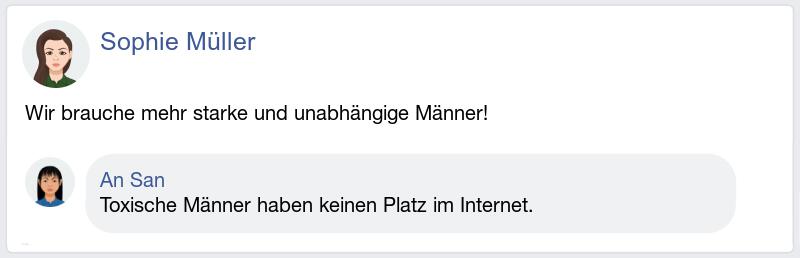 Sophie Müller
Wir brauche mehr starke und unabhängige Männer!
An San
Toxische Männer haben keinen Platz im Internet.